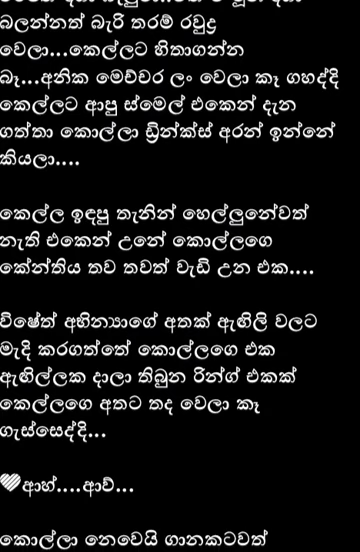 බලන්නත් බැරි තරම් රවුද්‍ර
වෙලා...කෙල්ලට හිතාගන්න
බෑ...අනික මෙච්චර ලං වෙලා කෑ ගහද්දි
කෙල්ලට ආපු ස්මෙල් එකෙන් දැන
ගත්තා කොල්ලා ඩ්‍රින්ක්ස් අරන් ඉන්නේ
කියලා....
කෙල්ල ඉඳපු තැනින් හෙල්ලුනේවත්
නැති එකෙන් උනේ කොල්ලගෙ
කේන්තිය තව තවත් වැඩි උන එක....
විෂේත් අභින්‍යාගේ අතක් ඇඟිලි වලට
මැදි කරගත්තේ කොල්ලගෙ එක
ඇඟිල්ලක දාලා තිබුන රින්ග් එකක්
කෙල්ලගෙ අතට තද වෙලා කෑ
ගැස්සෙද්දි...
💜ආහ්....ආව්...
කොල්ලා නෙවෙයි ගානකටවත්